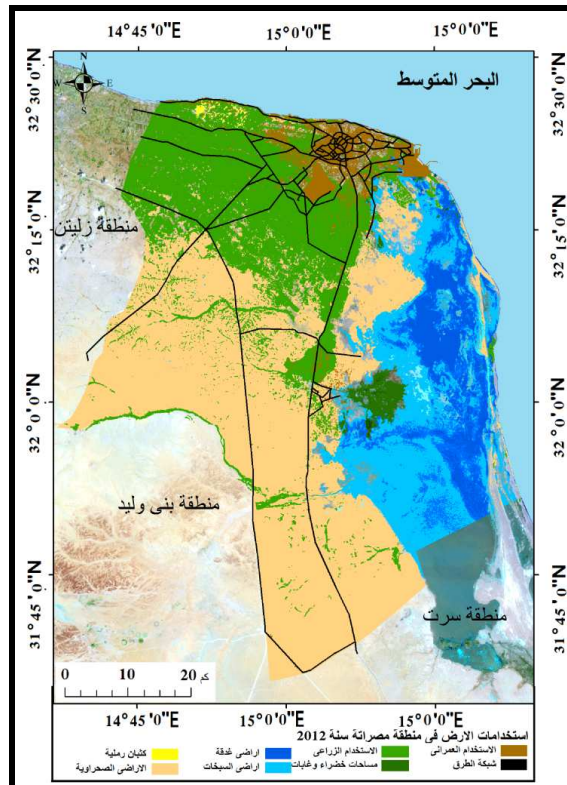 14°45'0"E 15°0'0"E 15°0'0"E
N
W E
S
البحر المتوسط
32°30'0"N
32°15'0"N
32°0'0"N
31°45'0"N
32°30'0"N
32°15'0"N
32°0'0"N
31°45'0"N
منطقة زليتن
منطقة بنى وليد
منطقة سرت
0 10 20 كم
14°45'0"E 15°0'0"E 15°0'0"E
استخدامات الارض فى منطقة مصراتة سنة 2012
الاستخدام العمرانى الاستخدام الزراعى اراضى غدقة كثبان رملية
شبكة الطرق مساحات خضراء وغابات اراضى السبخات الاراضى الصحراوية